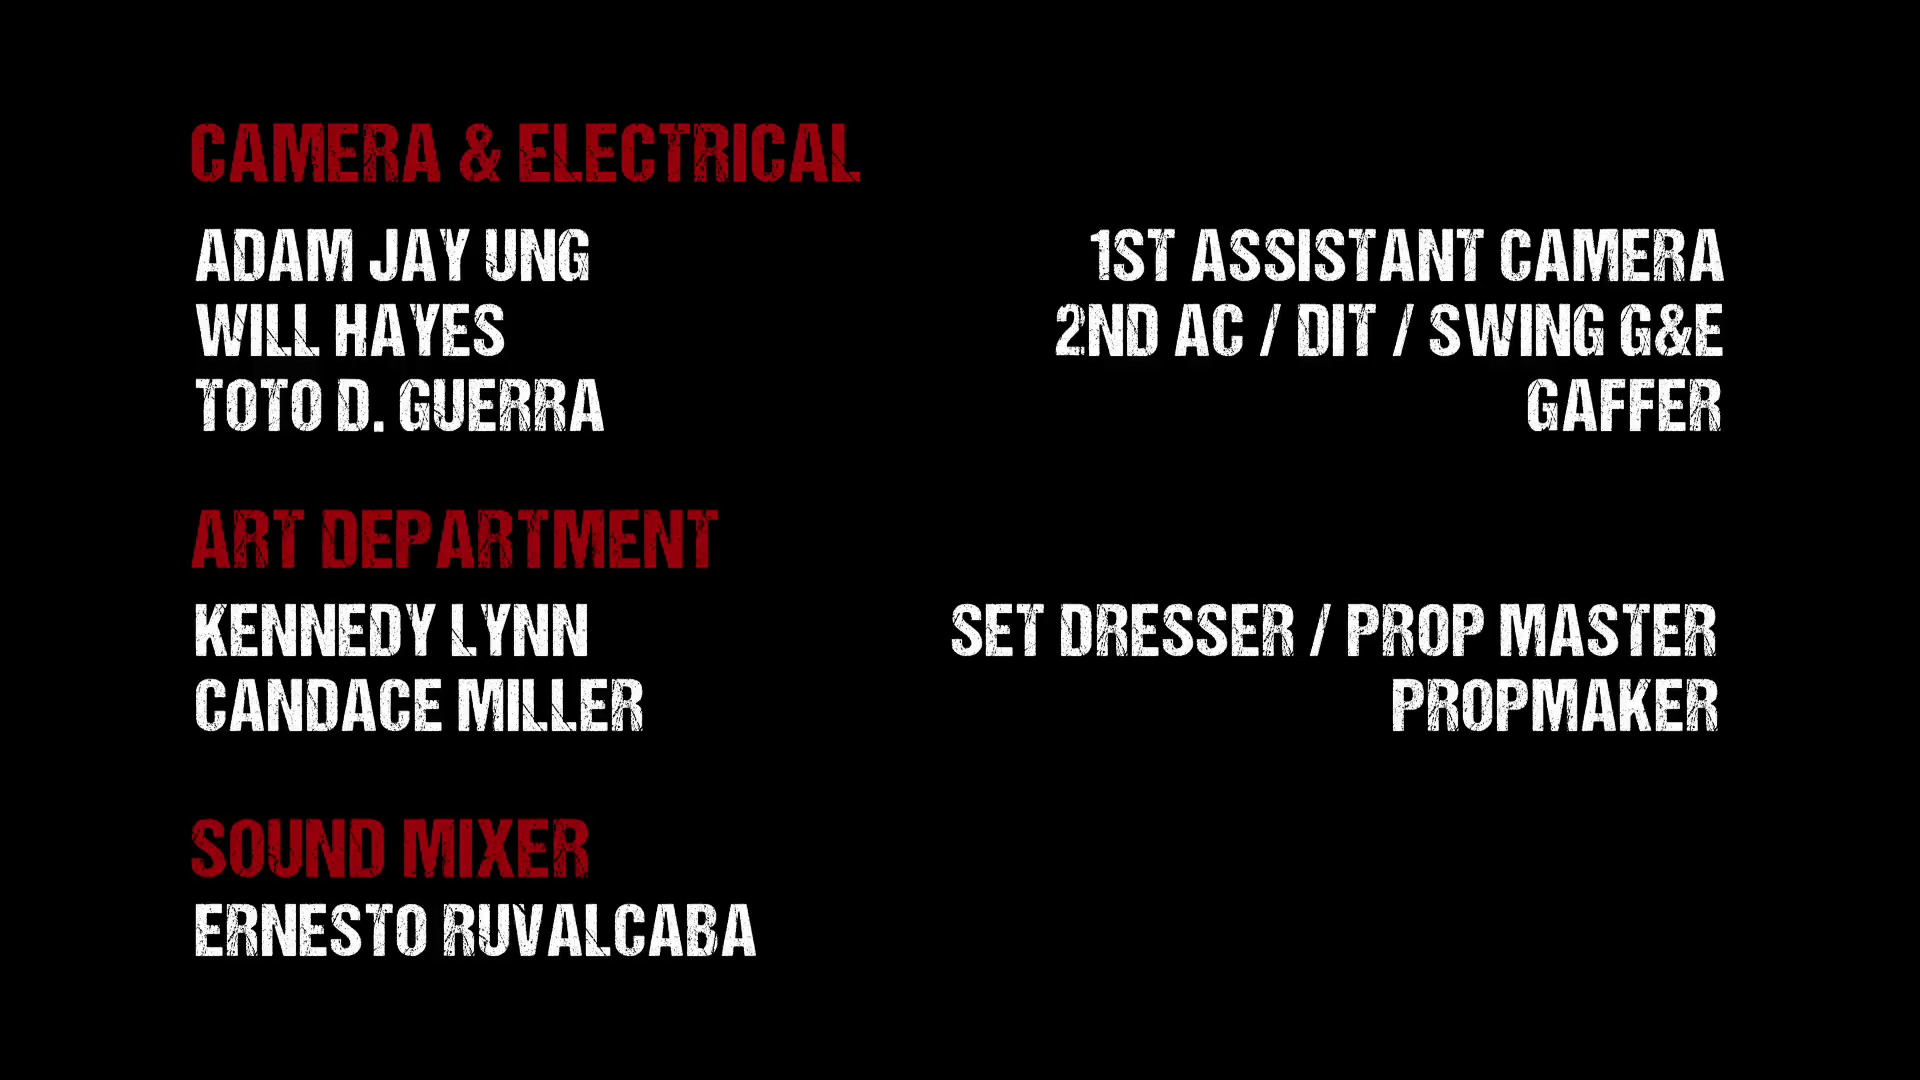 CAMERA & ELECTRICAL
ADAM JAY UNG 1ST ASSISTANT CAMERA
WILL HAYES 2ND AC / DIT / SWING G&E
TOTO D. GUERRA GAFFER
ART DEPARTMENT
KENNEDY LYNN SET DRESSER / PROP MASTER
CANDACE MILLER PROPMAKER
SOUND MIXER
ERNESTO RUVALCABA